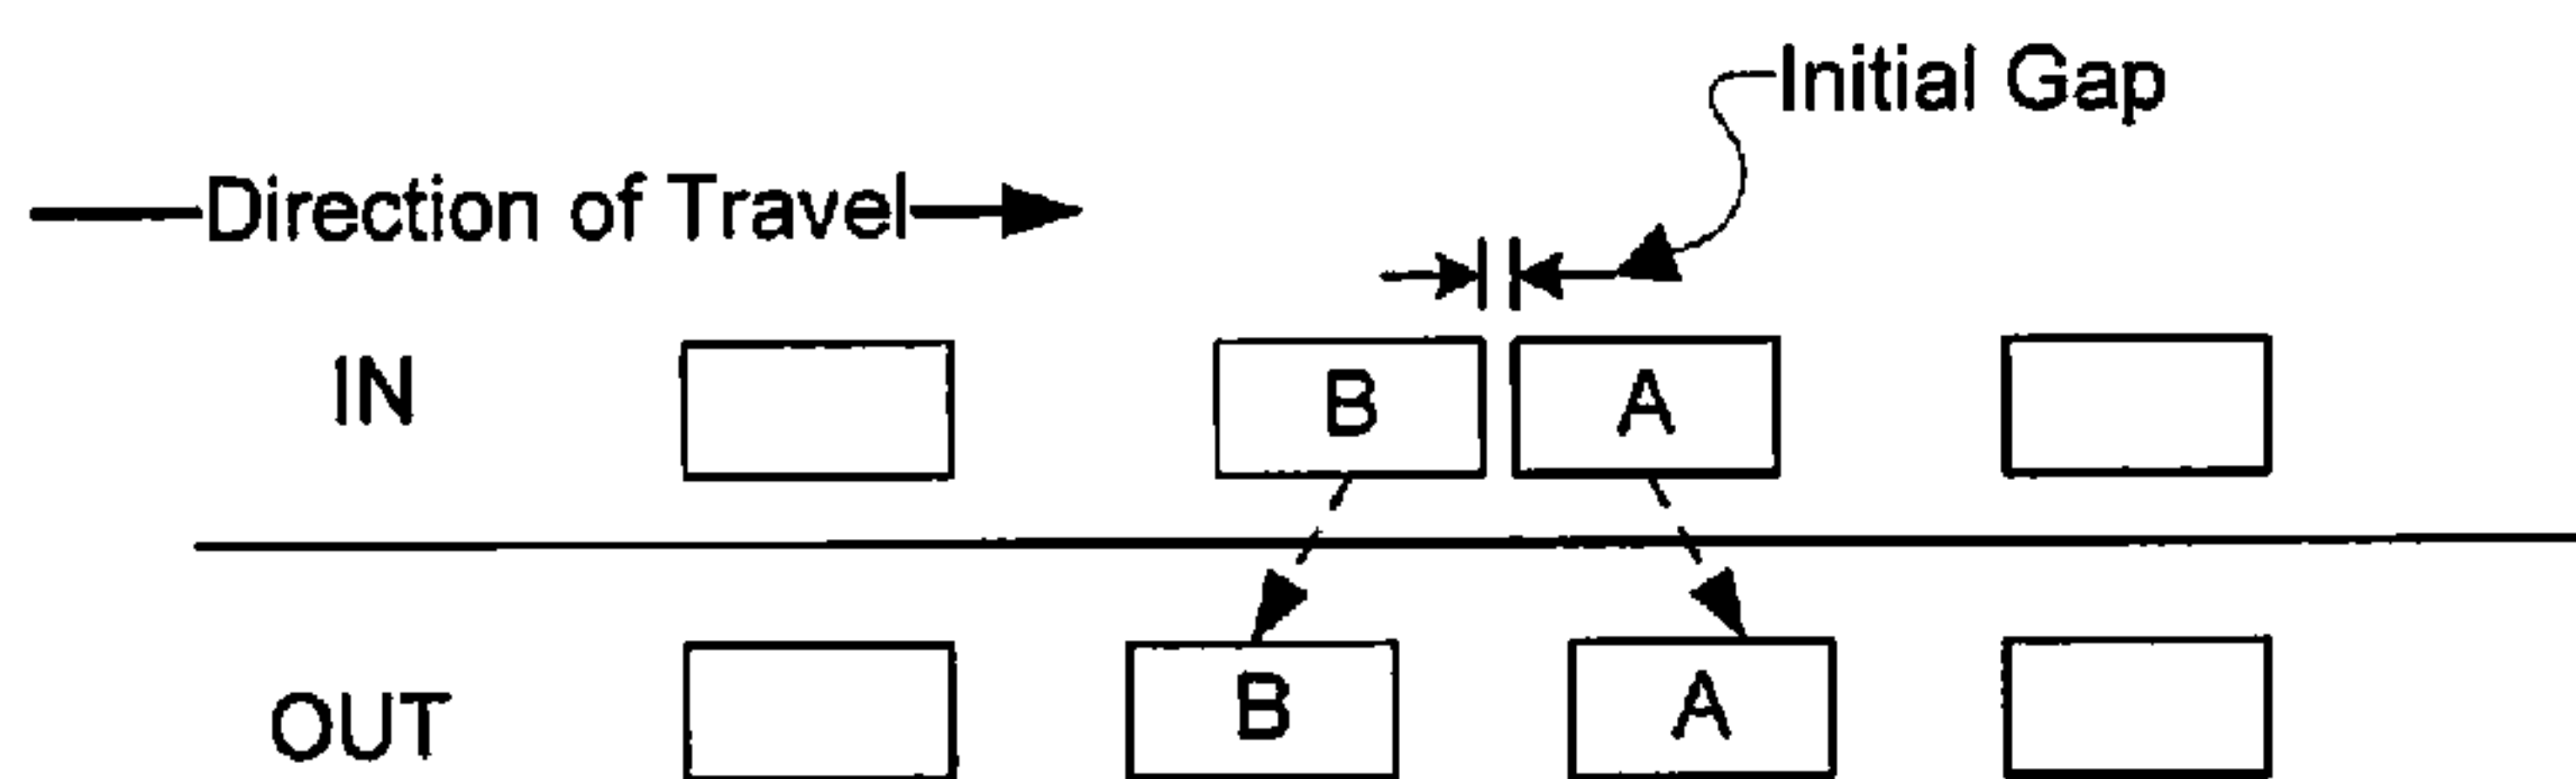 Initial Gap
Direction of Travel
IN
B
A
OUT
B
A